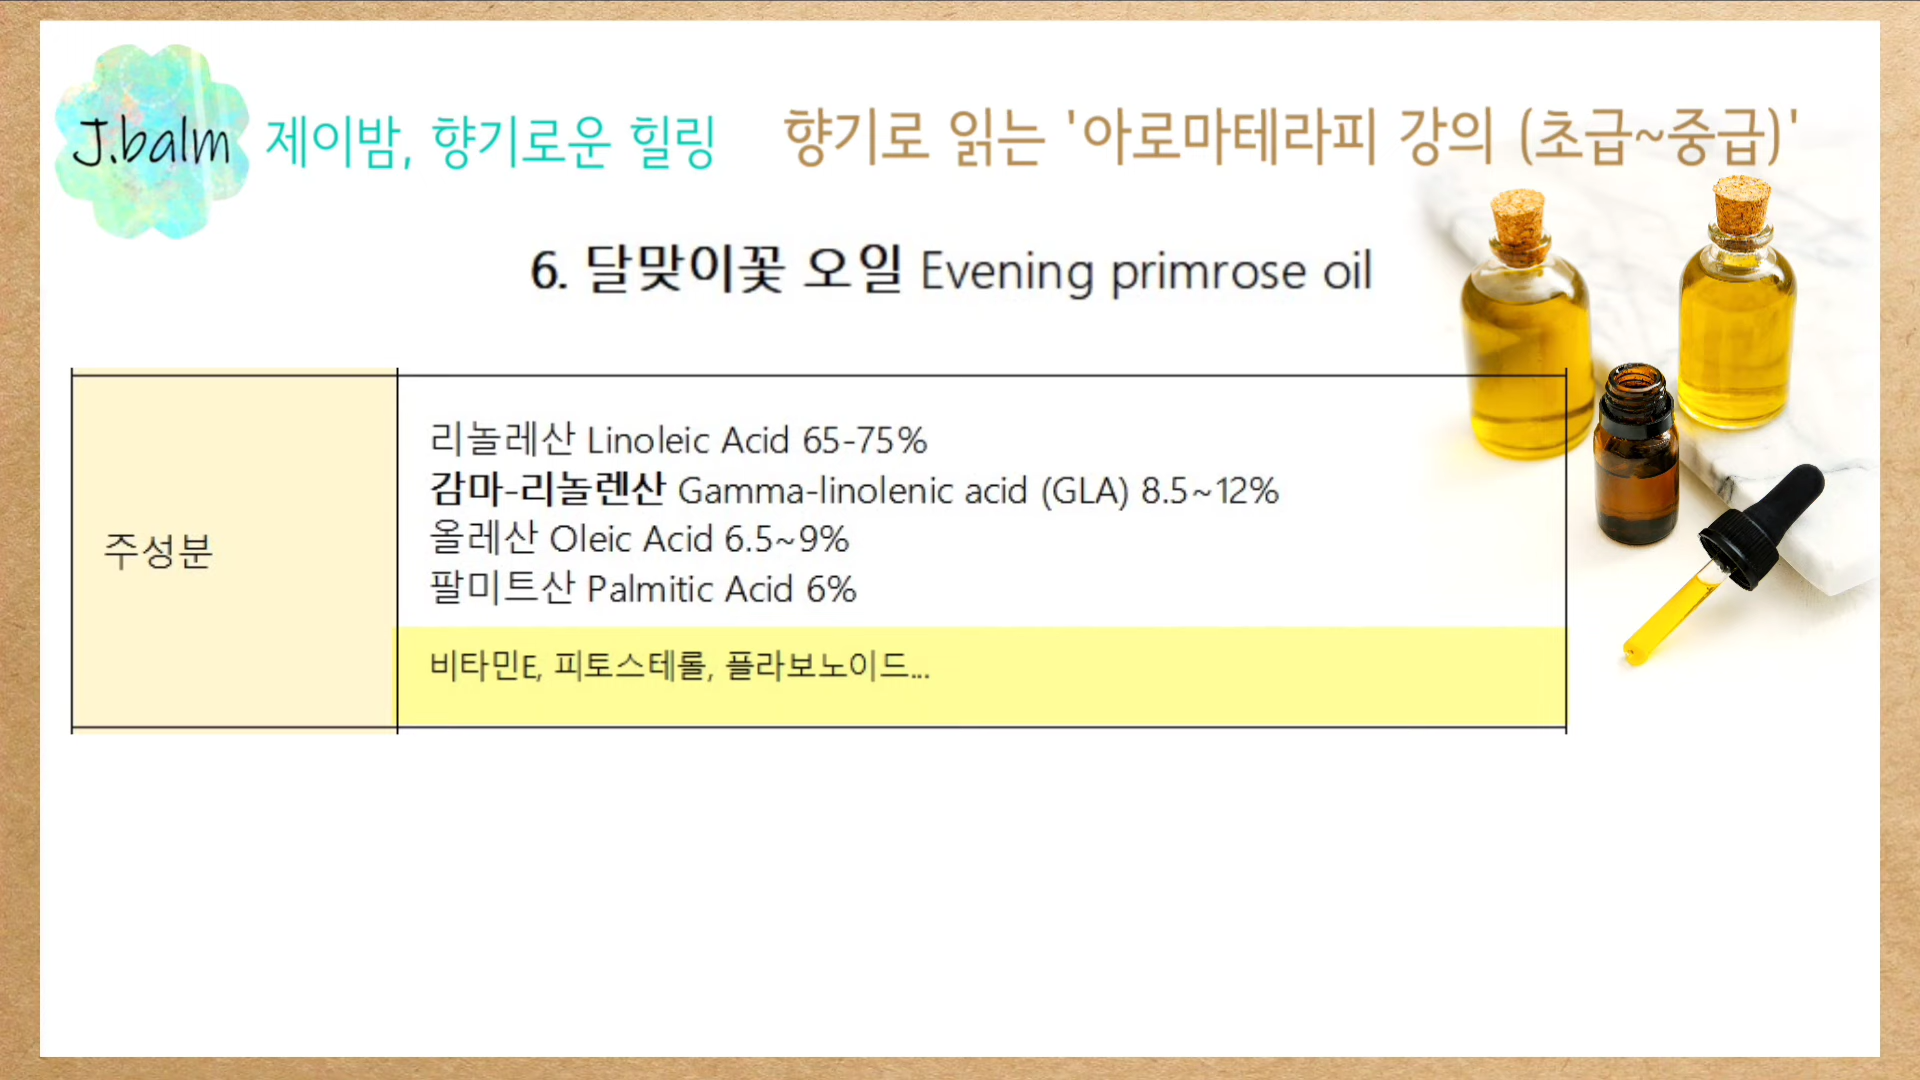 J.balm 제이밤, 향기로운 힐링 향기로 읽는 '아로마테라피 강의 (초급~중급)'
6. 달맞이꽃 오일 Evening primrose oil
주성분
리놀레산 Linoleic Acid 65-75%
감마-리놀렌산 Gamma-linolenic acid (GLA) 8.5~12%
올레산 Oleic Acid 6.5~9%
팔미트산 Palmitic Acid 6%
비타민E, 피토스테롤, 플라보노이드...